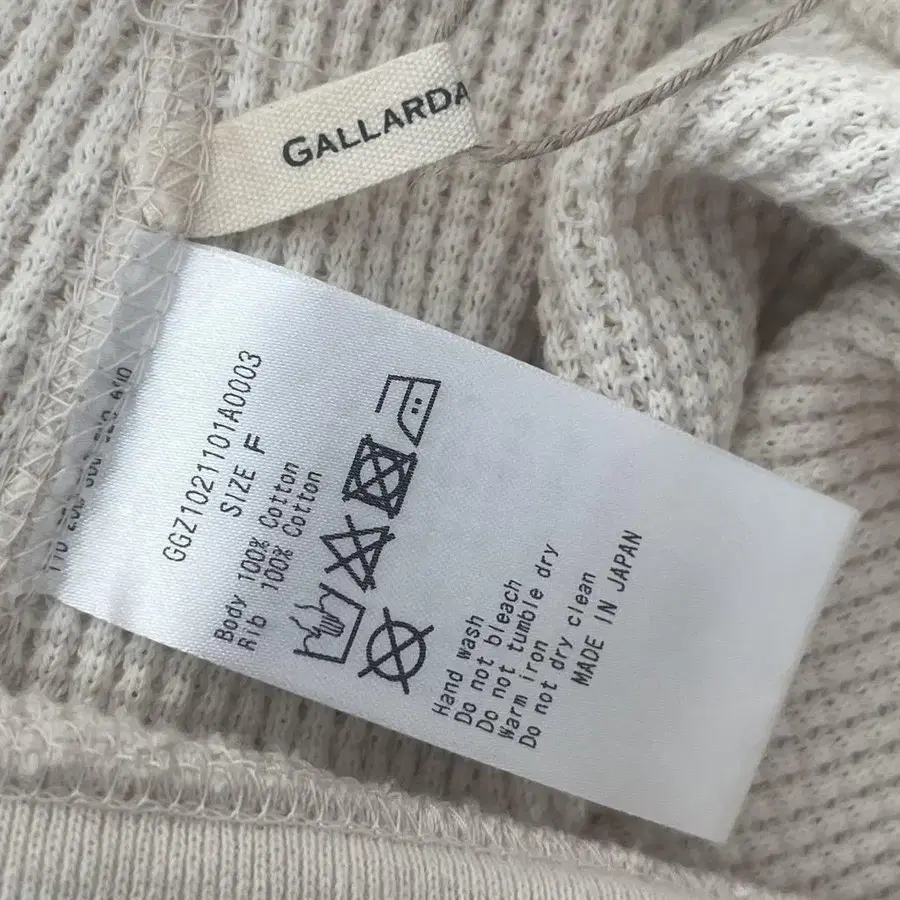 GALLARDA
GGZ1021101A0003
SIZE F
Body 100% Cotton
Rib 100% Cotton
Hand wash
Do not bleach
Do not tumble dry
Warm iron
Do not dry clean
MADE IN JAPAN